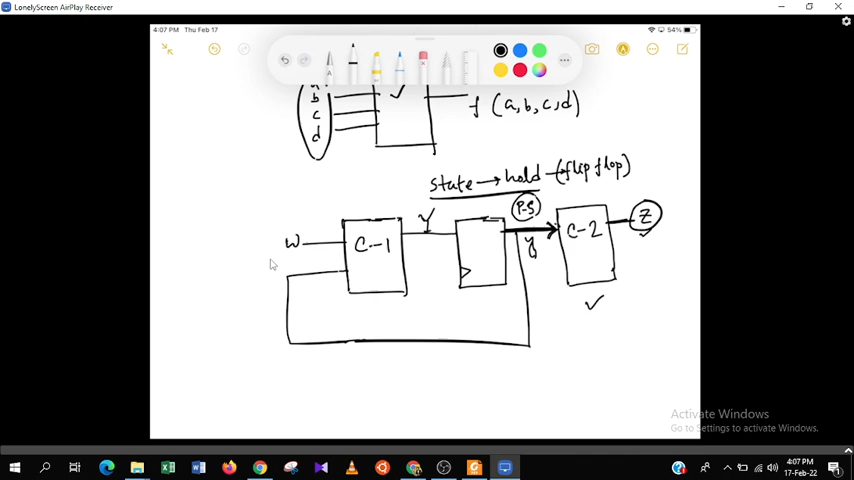 LonelyScreen AirPlay Receiver
4:07 PM Thu Feb 17
54%
b
c
d
f (a, b, c, d)
state → hold → (flip flop)
P-S
Y
Z
w
C-1
C-2
y
Activate Windows
Go to Settings to activate Windows.
4:07 PM
17-Feb-22